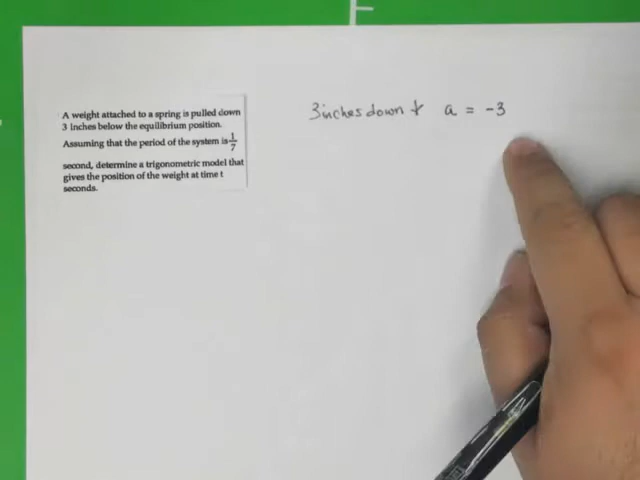 A weight attached to a spring is pulled down
3 inches below the equilibrium position.
Assuming that the period of the system is 1/7
second, determine a trigonometric model that
gives the position of the weight at time t
seconds.
3 inches down ↓ a = -3